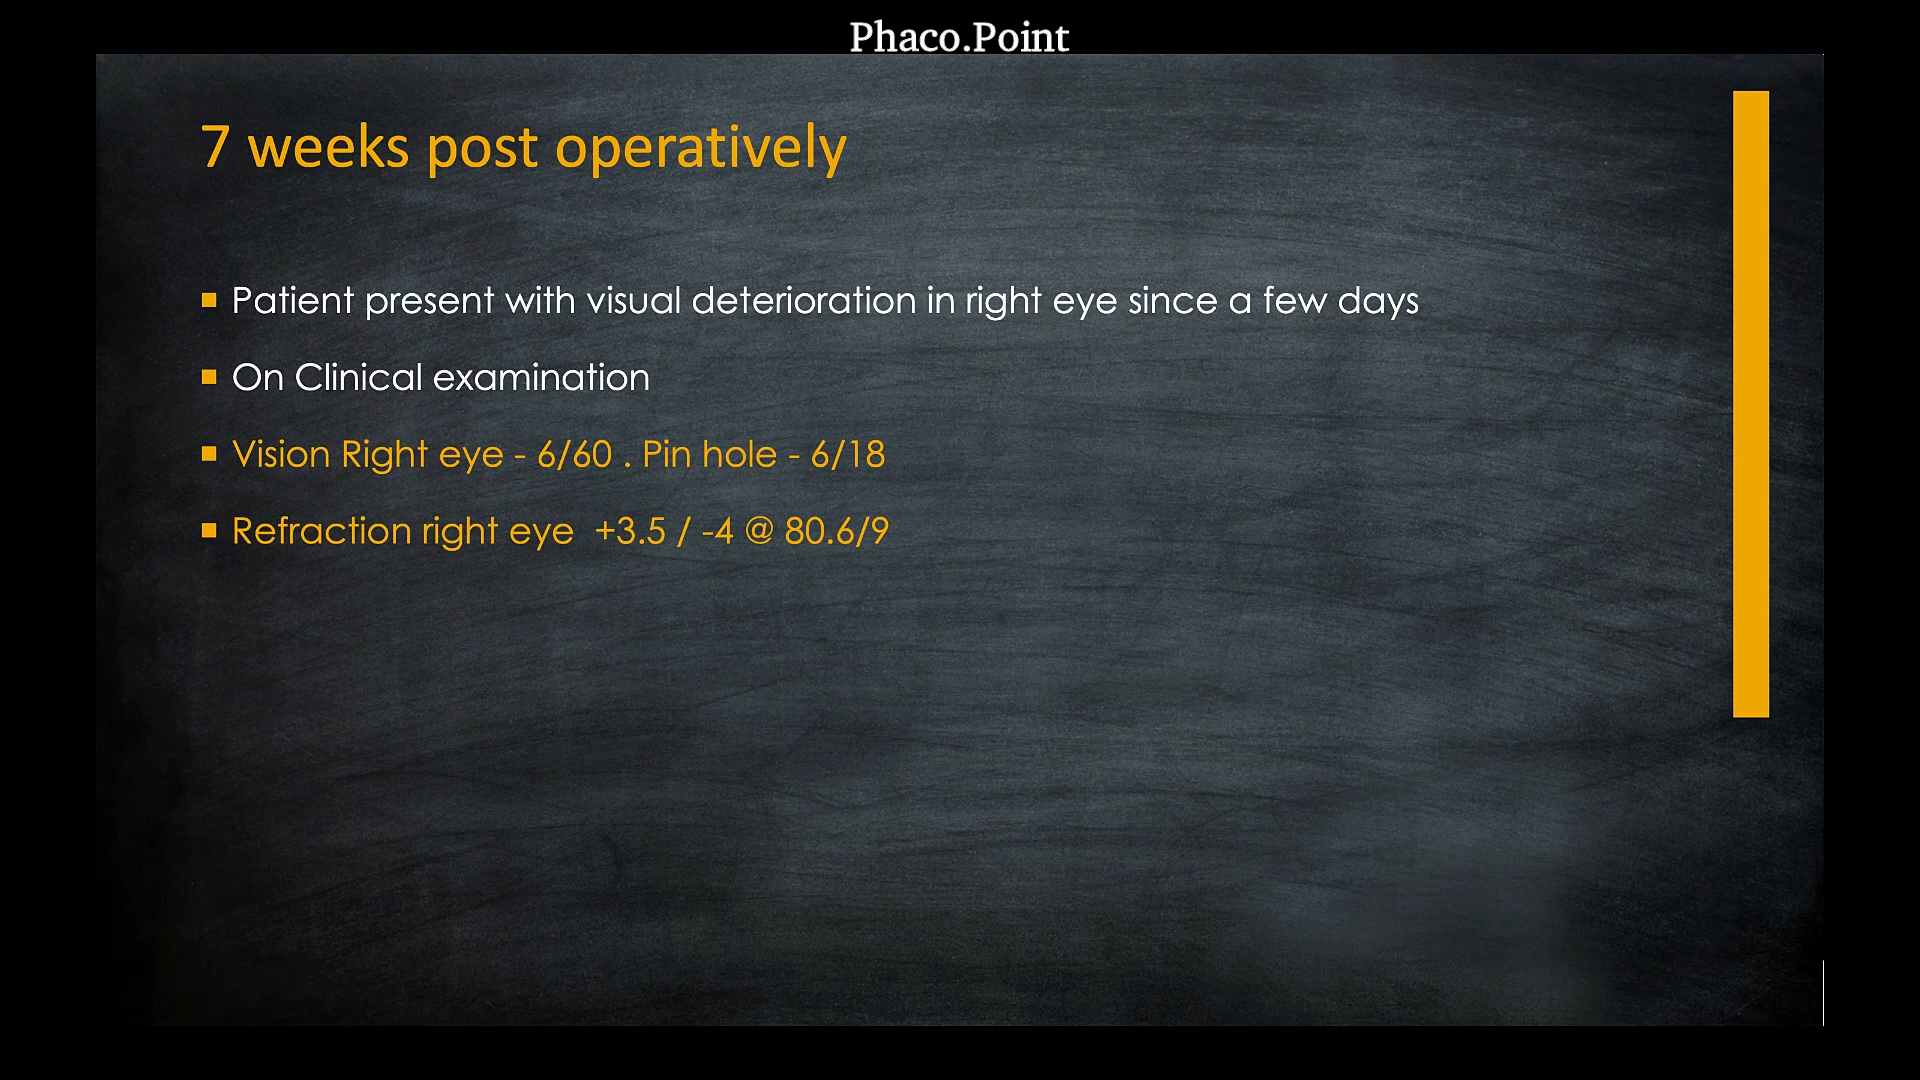 Phaco.Point
7 weeks post operatively
Patient present with visual deterioration in right eye since a few days
On Clinical examination
Vision Right eye - 6/60 . Pin hole - 6/18
Refraction right eye +3.5 / -4 @ 80.6/9